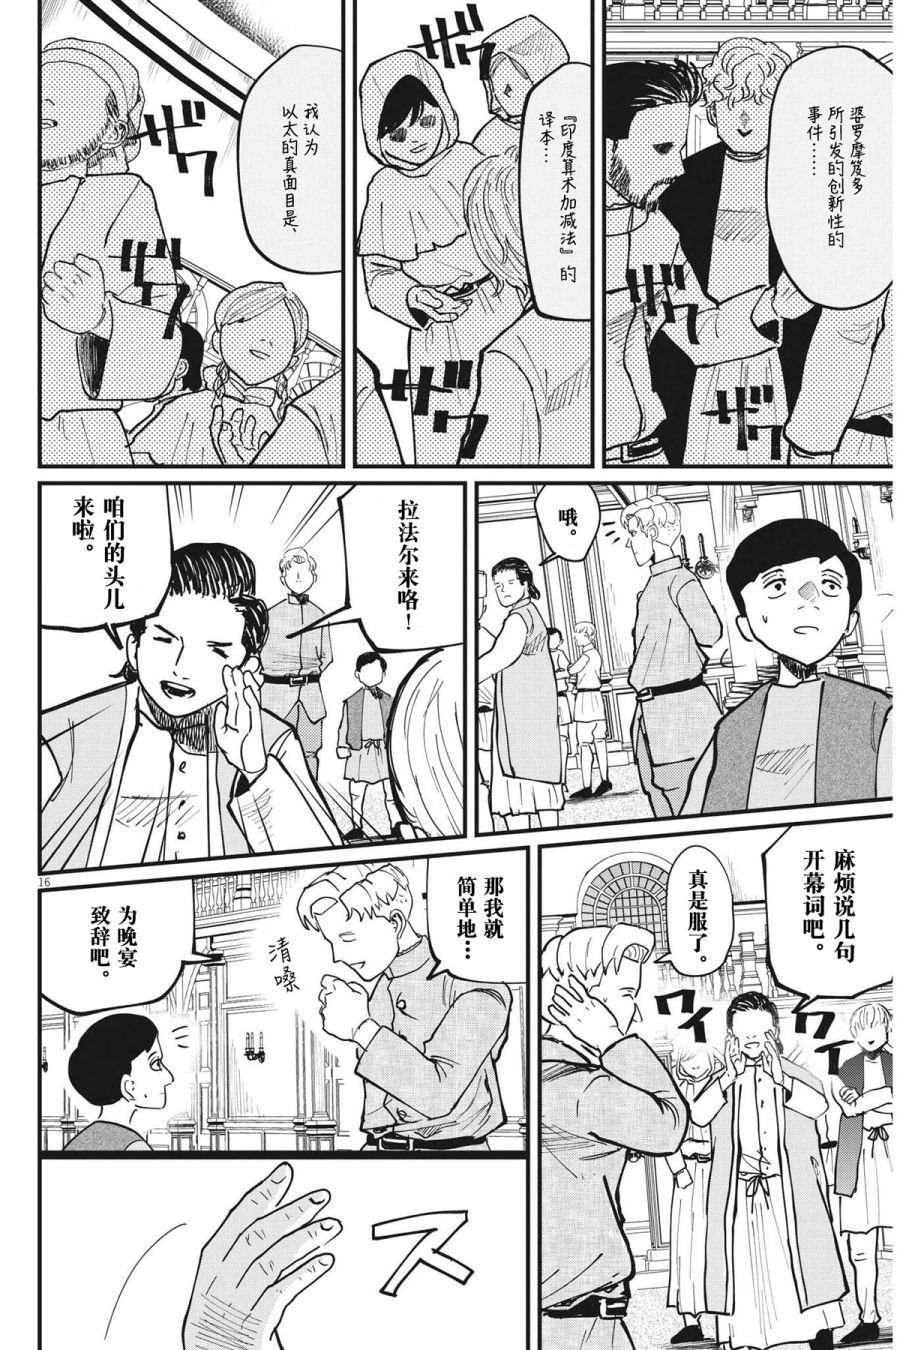 婆罗摩笈多
所引发的创新性的
事件……
ザワ
ザワ
『印度算术加减法』的
译本…
ザワ
ザワ
我认为
以太的真面目是、
ザワ
ザワ
哦。
拉法尔来咯！
咱们的头儿
来啦。
麻烦说几句
开幕词吧。
真是服了。
ワイ
ワイ
那我就
简单地…
清嗓
为晚宴
致辞吧。
16
ス